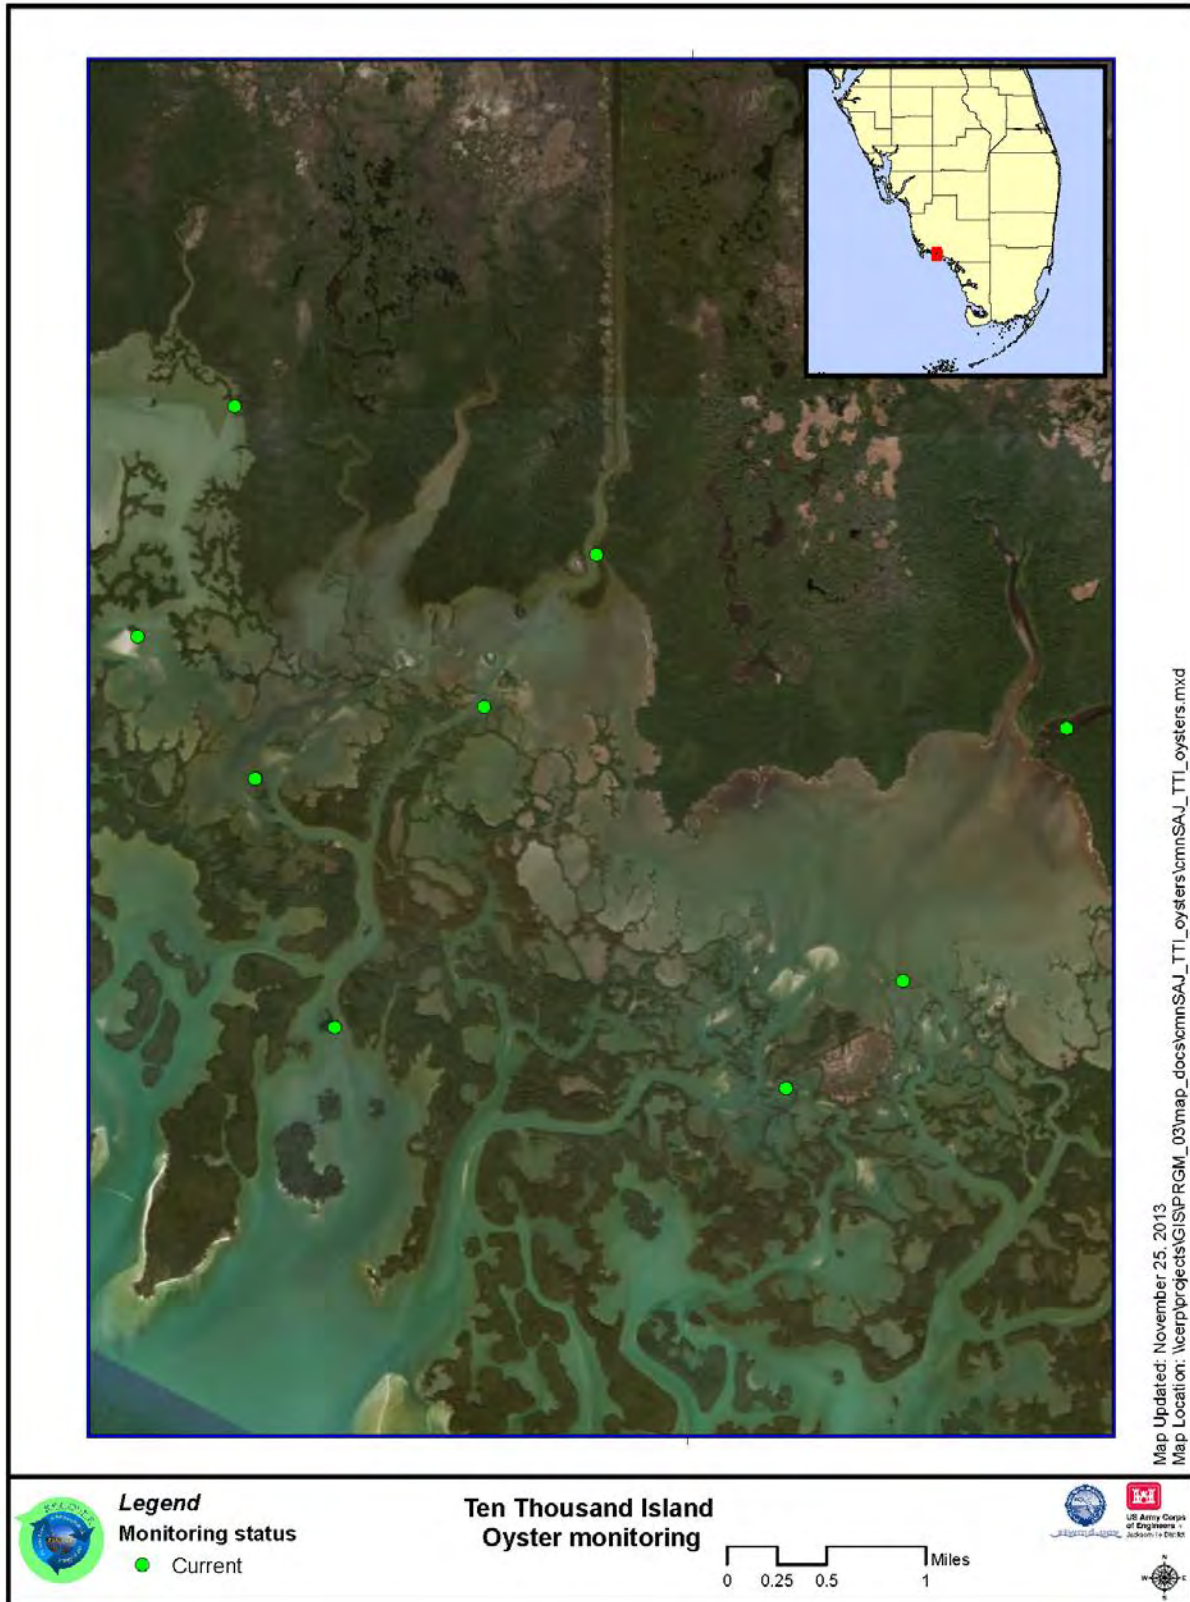 Map Updated: November 25, 2013
Map Location: \\cerp\projects\GIS\PRGM_03\map_docs\cmnSAJ_TTI_oysters\cmnSAJ_TTI_oysters.mxd
Legend
Monitoring status
Current
Ten Thousand Island
Oyster monitoring
0 0.25 0.5 1
Miles
US Army Corps
of Engineers
N
W E
S